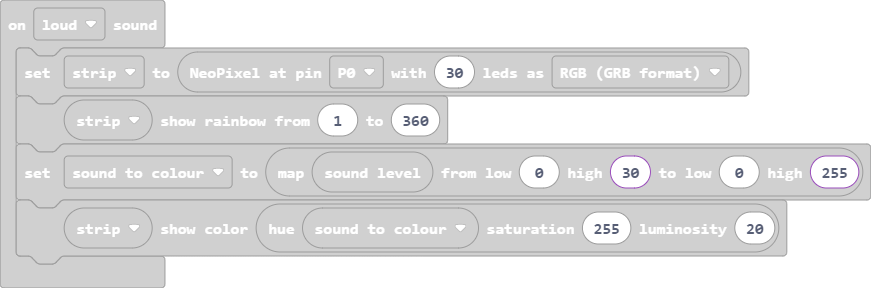 on loud sound
set strip to NeoPixel at pin P0 with 30 leds as RGB (GRB format)
strip show rainbow from 1 to 360
set sound to colour to map sound level from low 0 high 30 to low 0 high 255
strip show color hue sound to colour saturation 255 luminosity 20